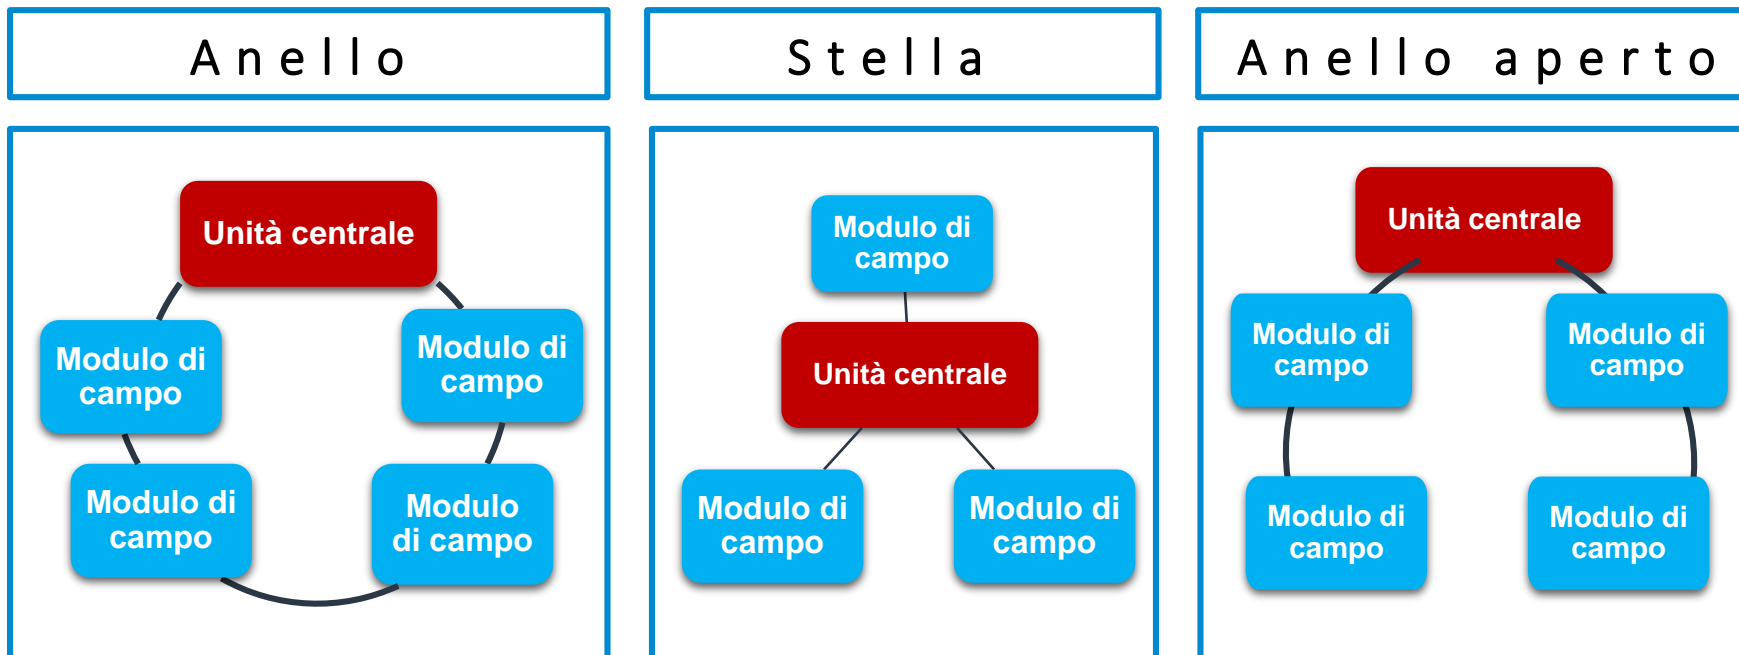 Anello
Unità centrale
Modulo di
campo
Modulo di
campo
Modulo di
campo
Modulo
di campo
Stella
Modulo di
campo
Unità centrale
Modulo di
campo
Modulo di
campo
Anello aperto
Unità centrale
Modulo di
campo
Modulo di
campo
Modulo di
campo
Modulo di
campo